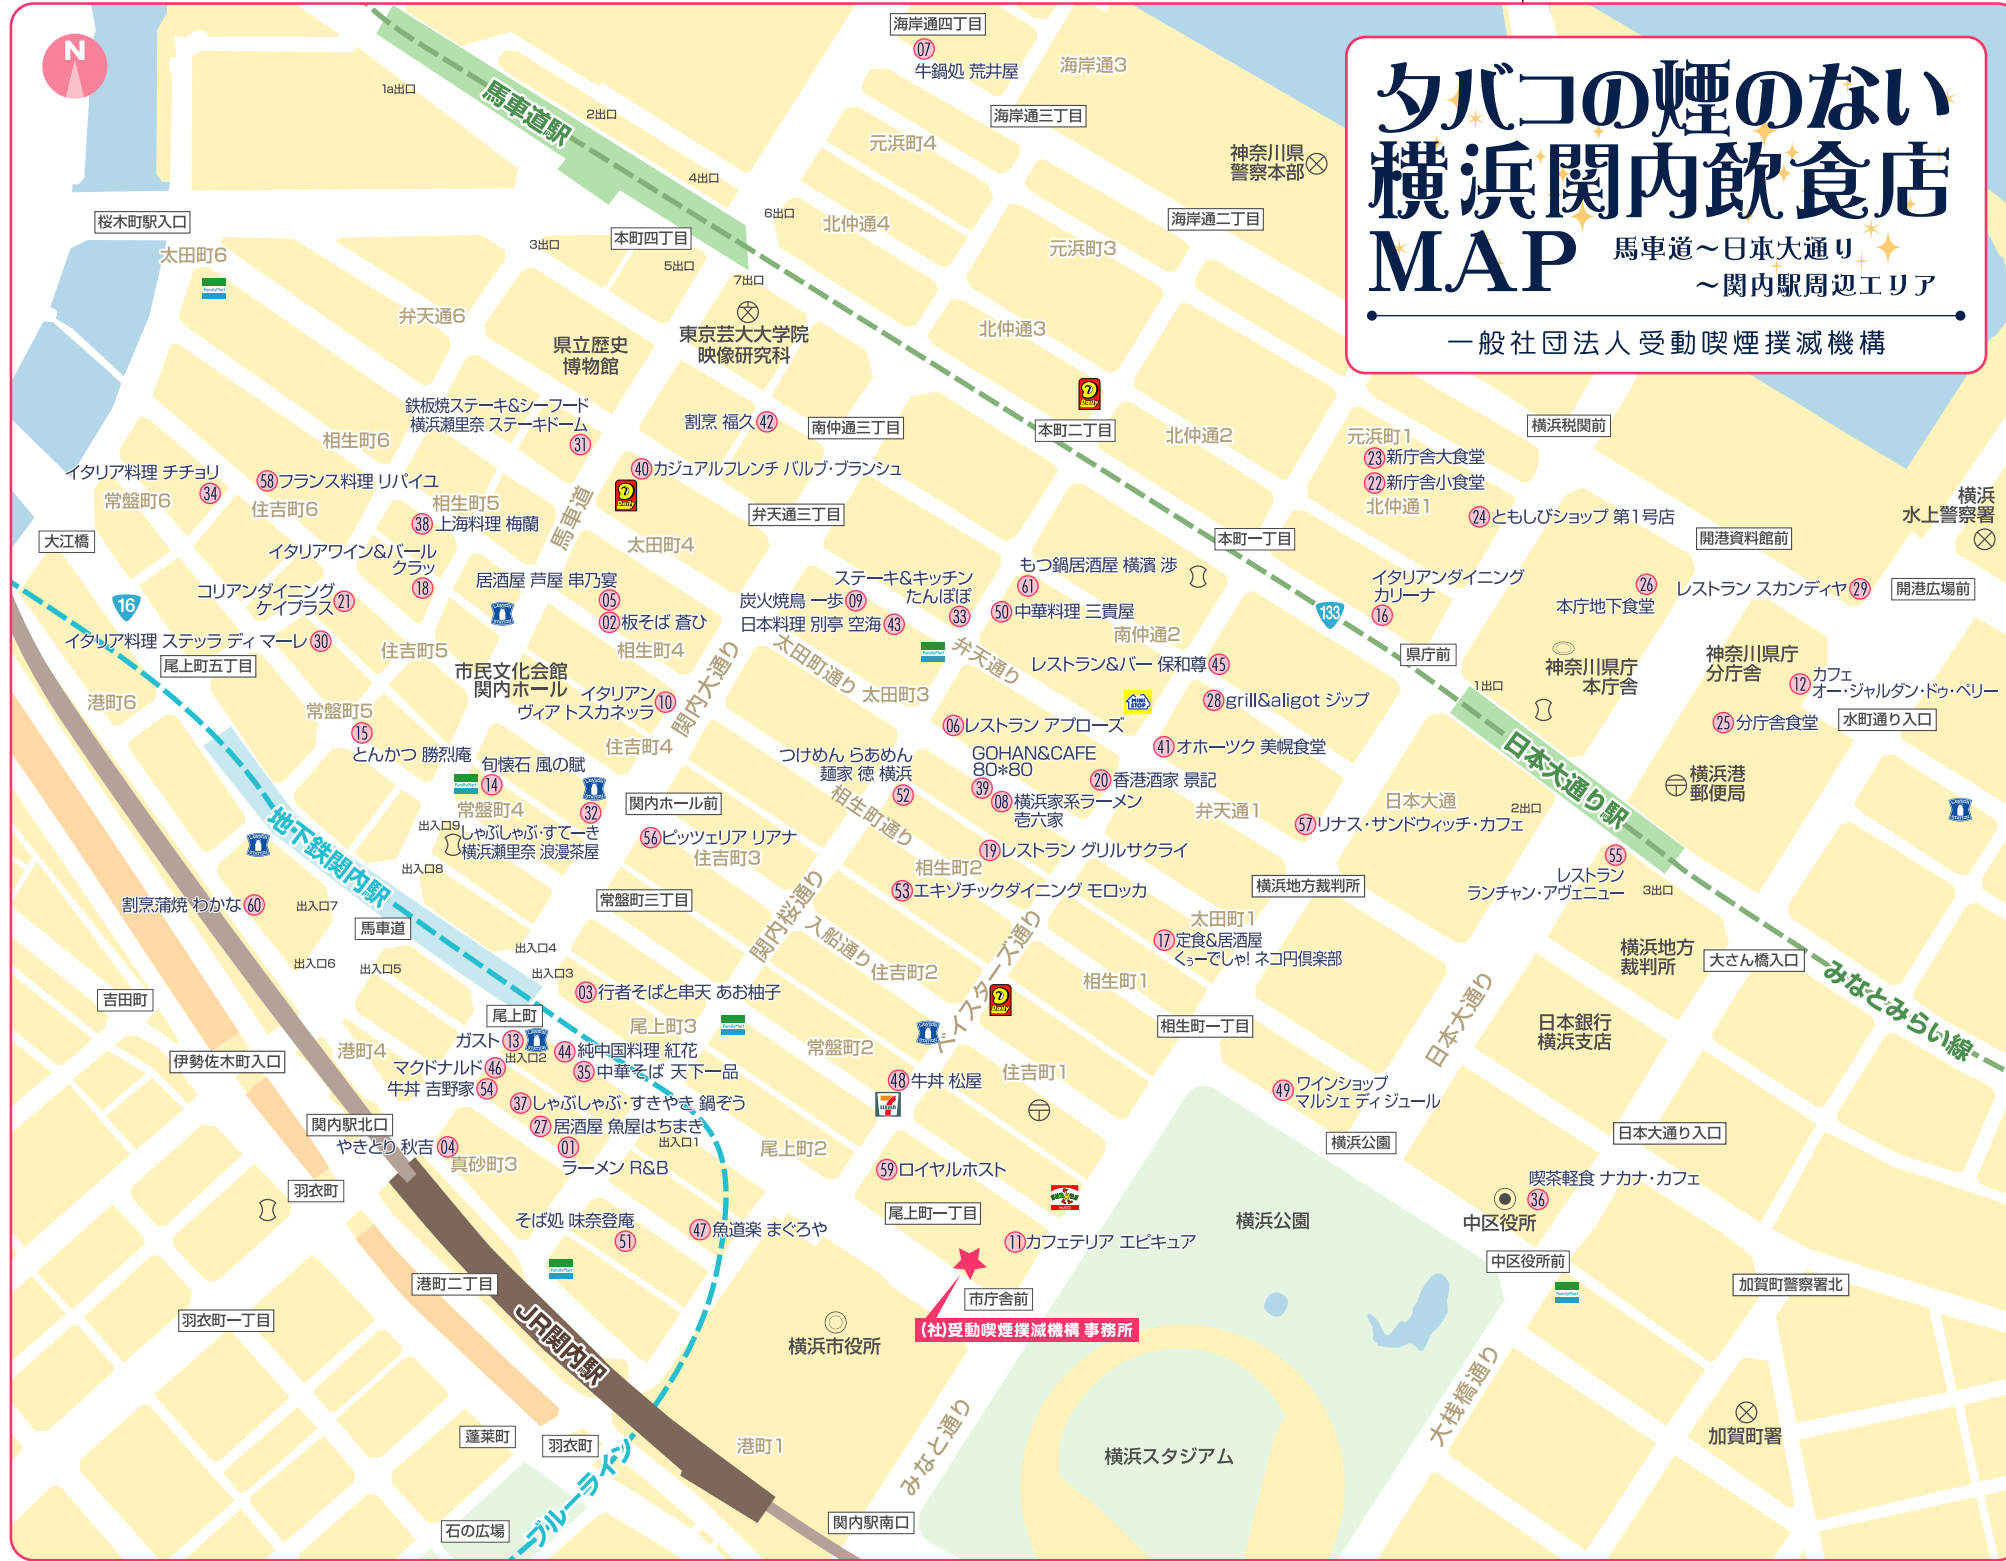 タバコの煙のない
横浜関内飲食店
MAP 馬車道～日本大通り
～関内駅周辺エリア
一般社団法人 受動喫煙撲滅機構
N
海岸通四丁目
07
牛鍋処 荒井屋
海岸通3
1a出口
馬車道駅
2出口
海岸通三丁目
元浜町4
神奈川県
警察本部
4出口
桜木町駅入口
太田町6
3出口
本町四丁目
5出口
6出口
7出口
北仲通4
海岸通二丁目
元浜町3
弁天通6
県立歴史
博物館
東京芸大大学院
映像研究科
北仲通3
鉄板焼ステーキ&シーフード
横浜瀬里奈 ステーキドーム
31
割烹 福久 42
南仲通三丁目
本町二丁目
北仲通2
元浜町1
23 新庁舎大食堂
22 新庁舎小食堂
北仲通1
横浜税関前
相生町6
イタリア料理 チチョリ
34
常盤町6
58 フランス料理 リパイユ
住吉町6
相生町5
38 上海料理 梅蘭
馬車道
40 カジュアルフレンチ バルブ・ブランシュ
弁天通三丁目
太田町4
本町一丁目
24 ともしびショップ 第1号店
開港資料館前
横浜
水上警察署
大江橋
16
イタリアワイン&バール
クラッ
18
コリアンダイニング
ケイプラス 21
イタリア料理 ステッラ ディ マーレ 30
尾上町五丁目
居酒屋 芦屋 串乃宴
05
02 板そば 蒼ひ
相生町4
住吉町5
炭火焼鳥 一歩 09
日本料理 別亭 空海 43
ステーキ&キッチン
たんぽぽ
33
もつ鍋居酒屋 横濱 渉
61
50 中華料理 三貴屋
南仲通2
133
イタリアンダイニング
カリーナ
16
26
本庁地下食堂
レストラン スカンディヤ 29
開港広場前
県庁前
1出口
神奈川県庁
本庁舎
神奈川県庁
分庁舎
12 カフェ
オー・ジャルダン・ドゥ・ペリー
25 分庁舎食堂
水町通り入口
港町6
常盤町5
15
とんかつ 勝烈庵
市民文化会館
関内ホール
イタリアン
ヴィア トスカネッラ 10
関内大通り
太田町通り
太田町3
弁天通り
レストラン&バー 保和尊 45
28 grill&aligot ジップ
06 レストラン アプローズ
41 オホーツク 美幌食堂
住吉町4
旬懐石 風の賦
14
常盤町4
32
しゃぶしゃぶ・すてーき
横浜瀬里奈 浪漫茶屋
出入口9
出入口8
関内ホール前
つけめん らあめん
麺家 徳 横浜
52
相生町通り
GOHAN&CAFE
80*80
39
20 香港酒家 景記
08 横浜家系ラーメン
壱六家
弁天通1
日本大通
2出口
日本大通り駅
横浜港
郵便局
57 リナス・サンドウィッチ・カフェ
56 ピッツェリア リアナ
住吉町3
19 レストラン グリルサクライ
相生町2
53 エキゾチックダイニング モロッカ
横浜地方裁判所
55
レストラン
ランチャン・アヴェニュー
3出口
地下鉄関内駅
割烹蒲焼 わかな 60
出入口7
馬車道
常盤町三丁目
関内桜通り
入船通り
太田町1
17 定食&居酒屋
くぅーでしゃ! ネコ円倶楽部
横浜地方
裁判所
大さん橋入口
みなとみらい線
出入口6
出入口5
出入口4
出入口3
吉田町
03 行者そばと串天 あお柚子
住吉町2
ベイスターズ通り
相生町1
尾上町
尾上町3
相生町一丁目
日本大通り
日本銀行
横浜支店
伊勢佐木町入口
港町4
ガスト 13
出入口2
44 純中国料理 紅花
マクドナルド 46
35 中華そば 天下一品
牛丼 吉野家 54
常盤町2
48 牛丼 松屋
住吉町1
49 ワインショップ
マルシェ ディ ジュール
37 しゃぶしゃぶ・すきやき 鍋ぞう
関内駅北口
27 居酒屋 魚屋はちまき
やきとり 秋吉 04
01
ラーメン R&B
出入口1
真砂町3
尾上町2
横浜公園
日本大通り入口
59 ロイヤルホスト
羽衣町
喫茶軽食 ナカナ・カフェ
36
中区役所
そば処 味奈登庵
51
47 魚道楽 まぐろや
尾上町一丁目
11 カフェテリア エピキュア
横浜公園
中区役所前
港町二丁目
市庁舎前
加賀町警察署北
羽衣町一丁目
JR関内駅
横浜市役所
(社)受動喫煙撲滅機構 事務所
大桟橋通り
蓬莱町
羽衣町
港町1
みなと通り
横浜スタジアム
加賀町署
石の広場
ブルーライン
関内駅南口